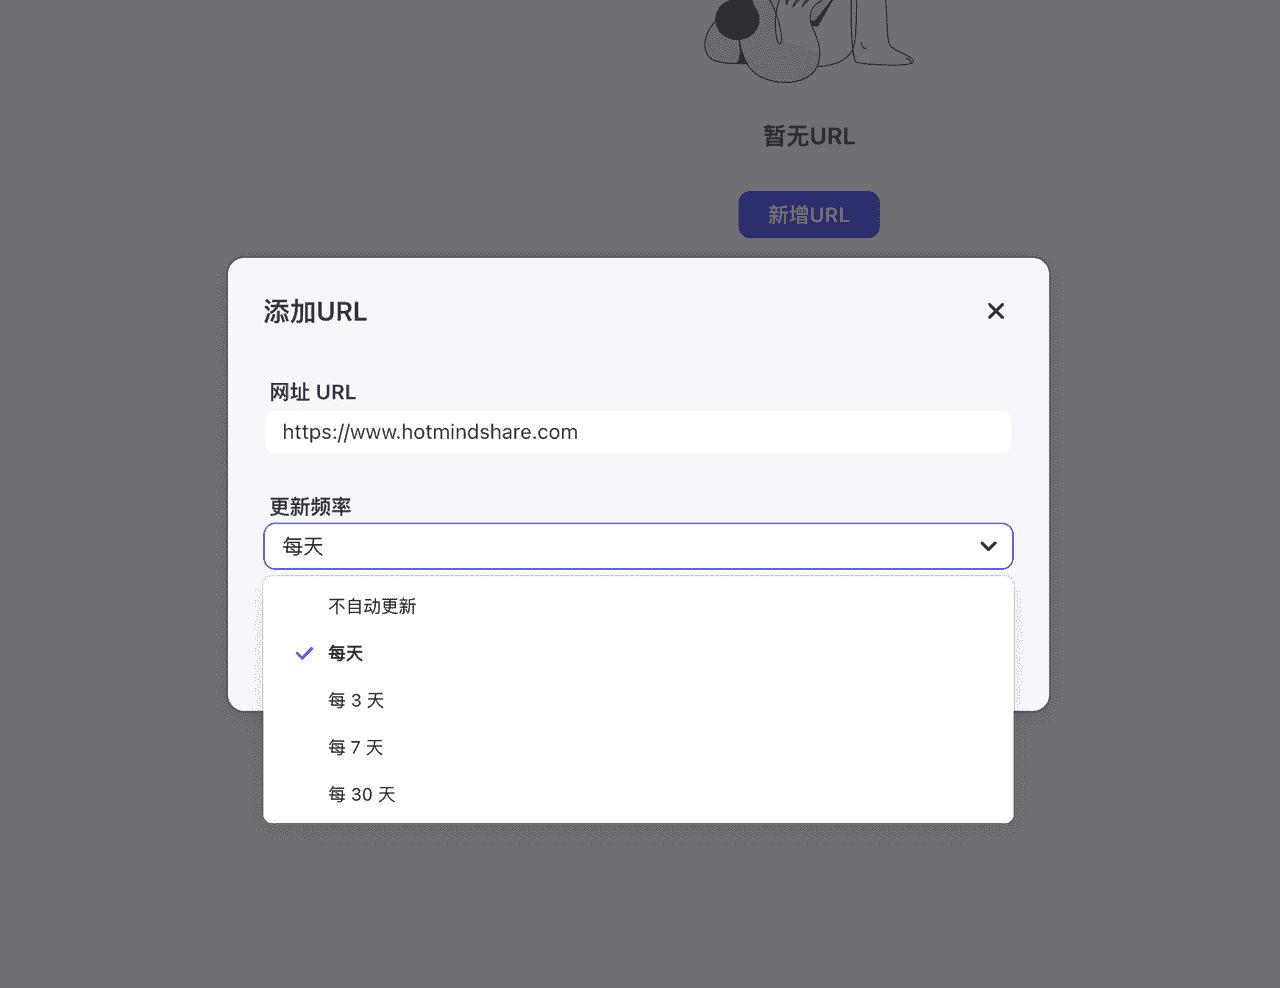 暂无URL
新增URL
添加URL
网址 URL
https://www.hotmindshare.com
更新频率
每天
不自动更新
每天
每 3 天
每 7 天
每 30 天